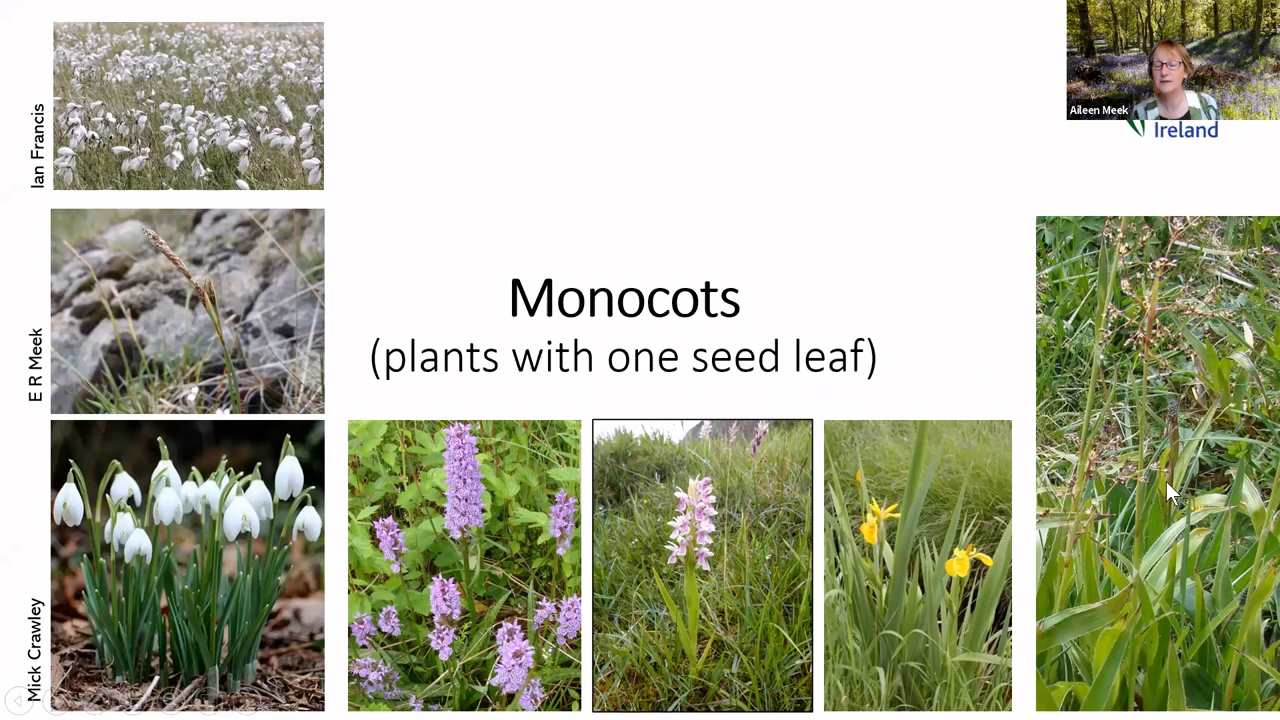 Ian Francis
Aileen Meek
Ireland
E R Meek
Monocots
(plants with one seed leaf)
Mick Crawley